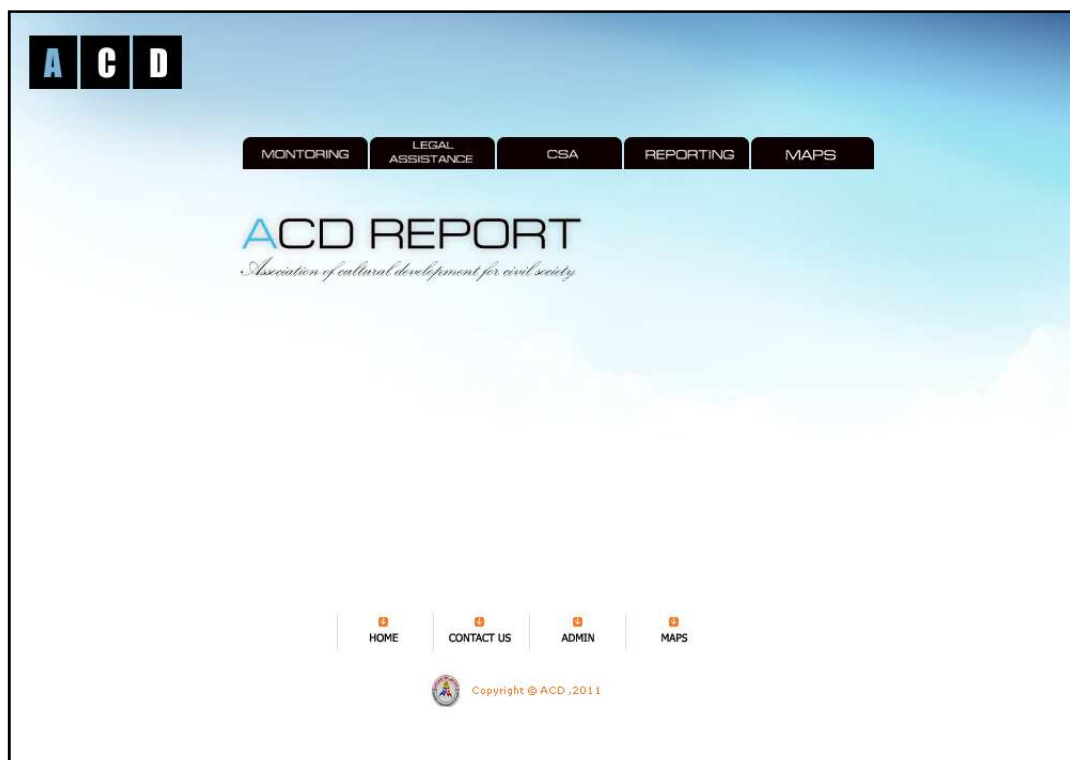 A C D
MONTORING
LEGAL
ASSISTANCE
CSA
REPORTING
MAPS
ACD REPORT
Association of cultural development for civil society
HOME
CONTACT US
ADMIN
MAPS
Copyright @ ACD ,2011